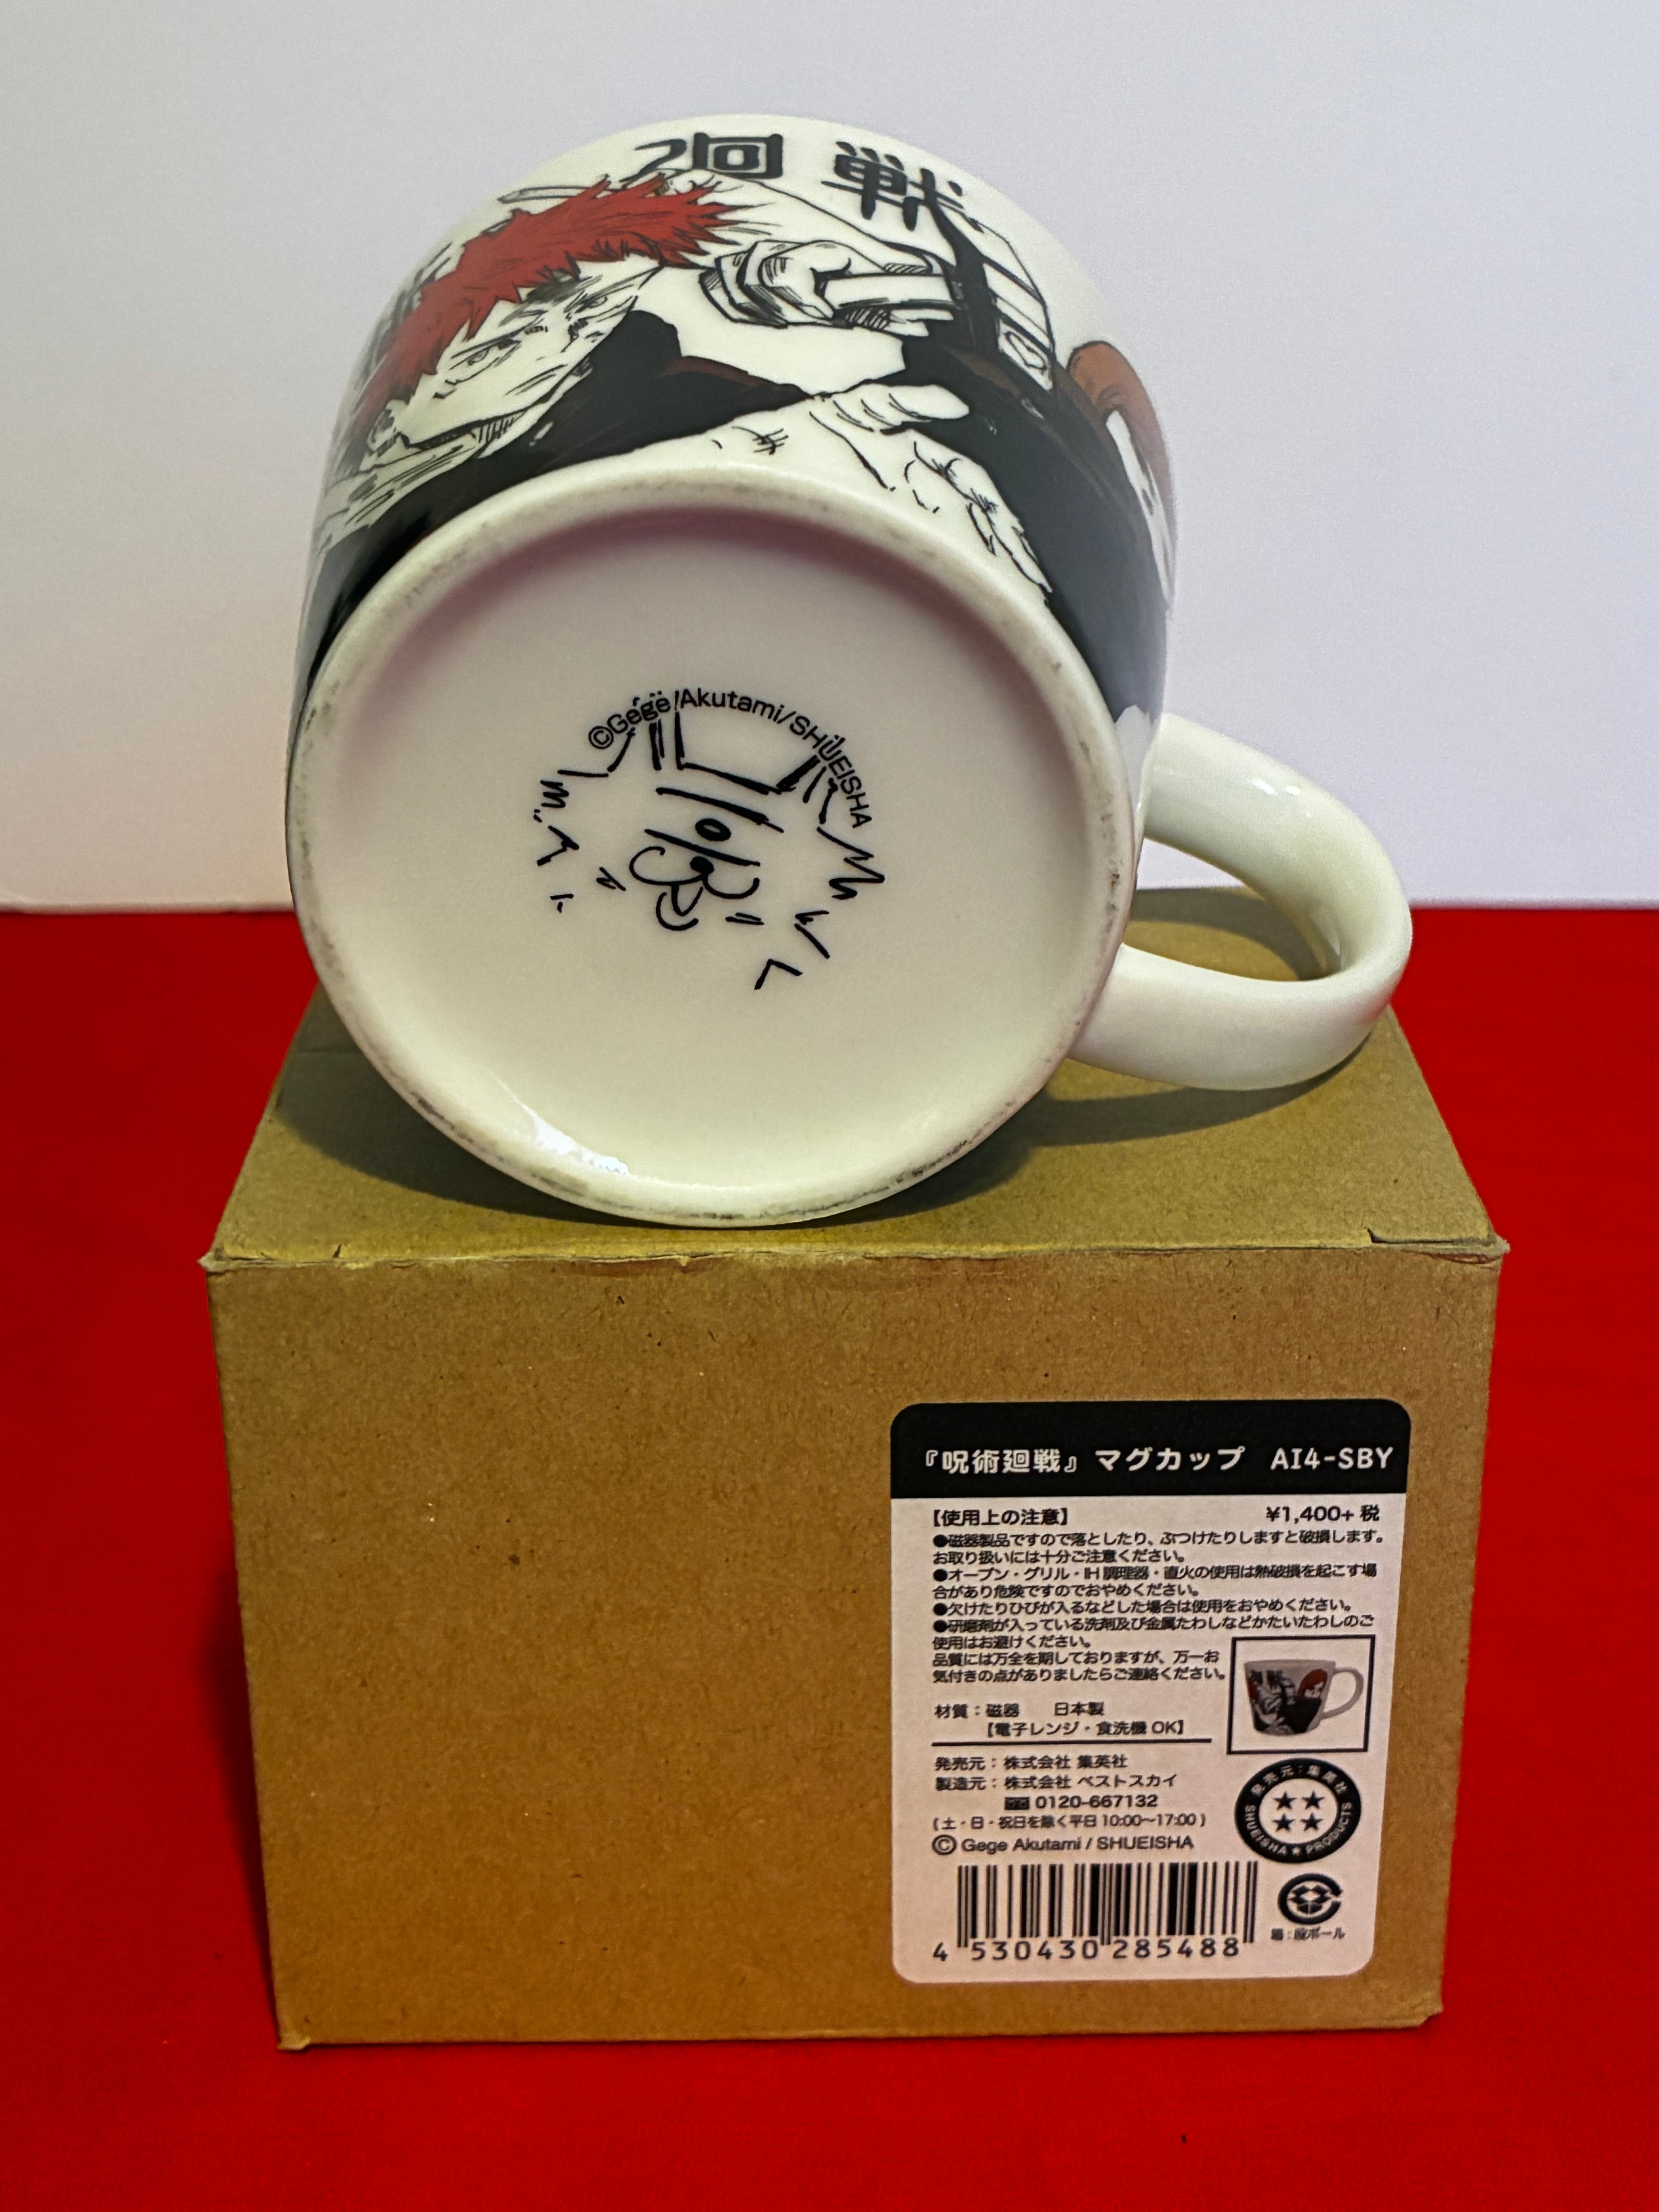 廻 戦
©Gege Akutami/SHUEISHA
『呪術廻戦』マグカップ AI4-SBY
【使用上の注意】 ¥1,400+ 税
●磁器製品ですので落としたり、ぶつけたりしますと破損します。
お取り扱いには十分ご注意ください。
●オーブン・グリル・IH 調理器・直火の使用は熱破損を起こす場
合があり危険ですのでおやめください。
●欠けたりひびが入るなどした場合は使用をおやめください。
●研磨剤が入っている洗剤及び金属たわしなどかたいたわしのご
使用はお避けください。
品質には万全を期しておりますが、万一お
気付きの点がありましたらご連絡ください。
材質：磁器 日本製
【電子レンジ・食洗機 OK】
発売元：株式会社 集英社
製造元：株式会社 ベストスカイ
0120-667132
(土・日・祝日を除く平日 10:00〜17:00)
© Gege Akutami / SHUEISHA
発売元：集英社
SHUEISHA★PRODUCTS
箱：段ボール
4 530430 285488